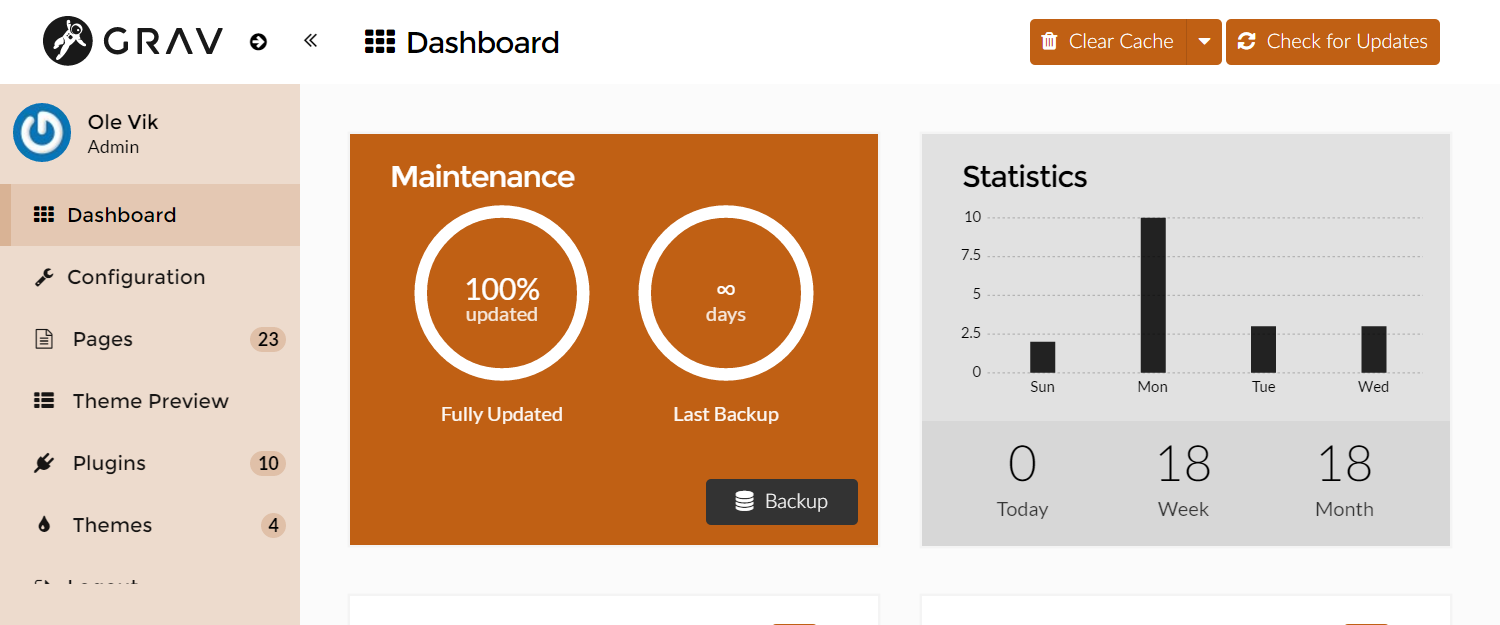 GRAV
Dashboard
Clear Cache
Check for Updates
Ole Vik
Admin
Dashboard
Configuration
Pages 23
Theme Preview
Plugins 10
Themes 4
Logout
Maintenance
100%
updated
∞
days
Fully Updated
Last Backup
Backup
Statistics
10
7.5
5
2.5
0
Sun Mon Tue Wed
0 18 18
Today Week Month